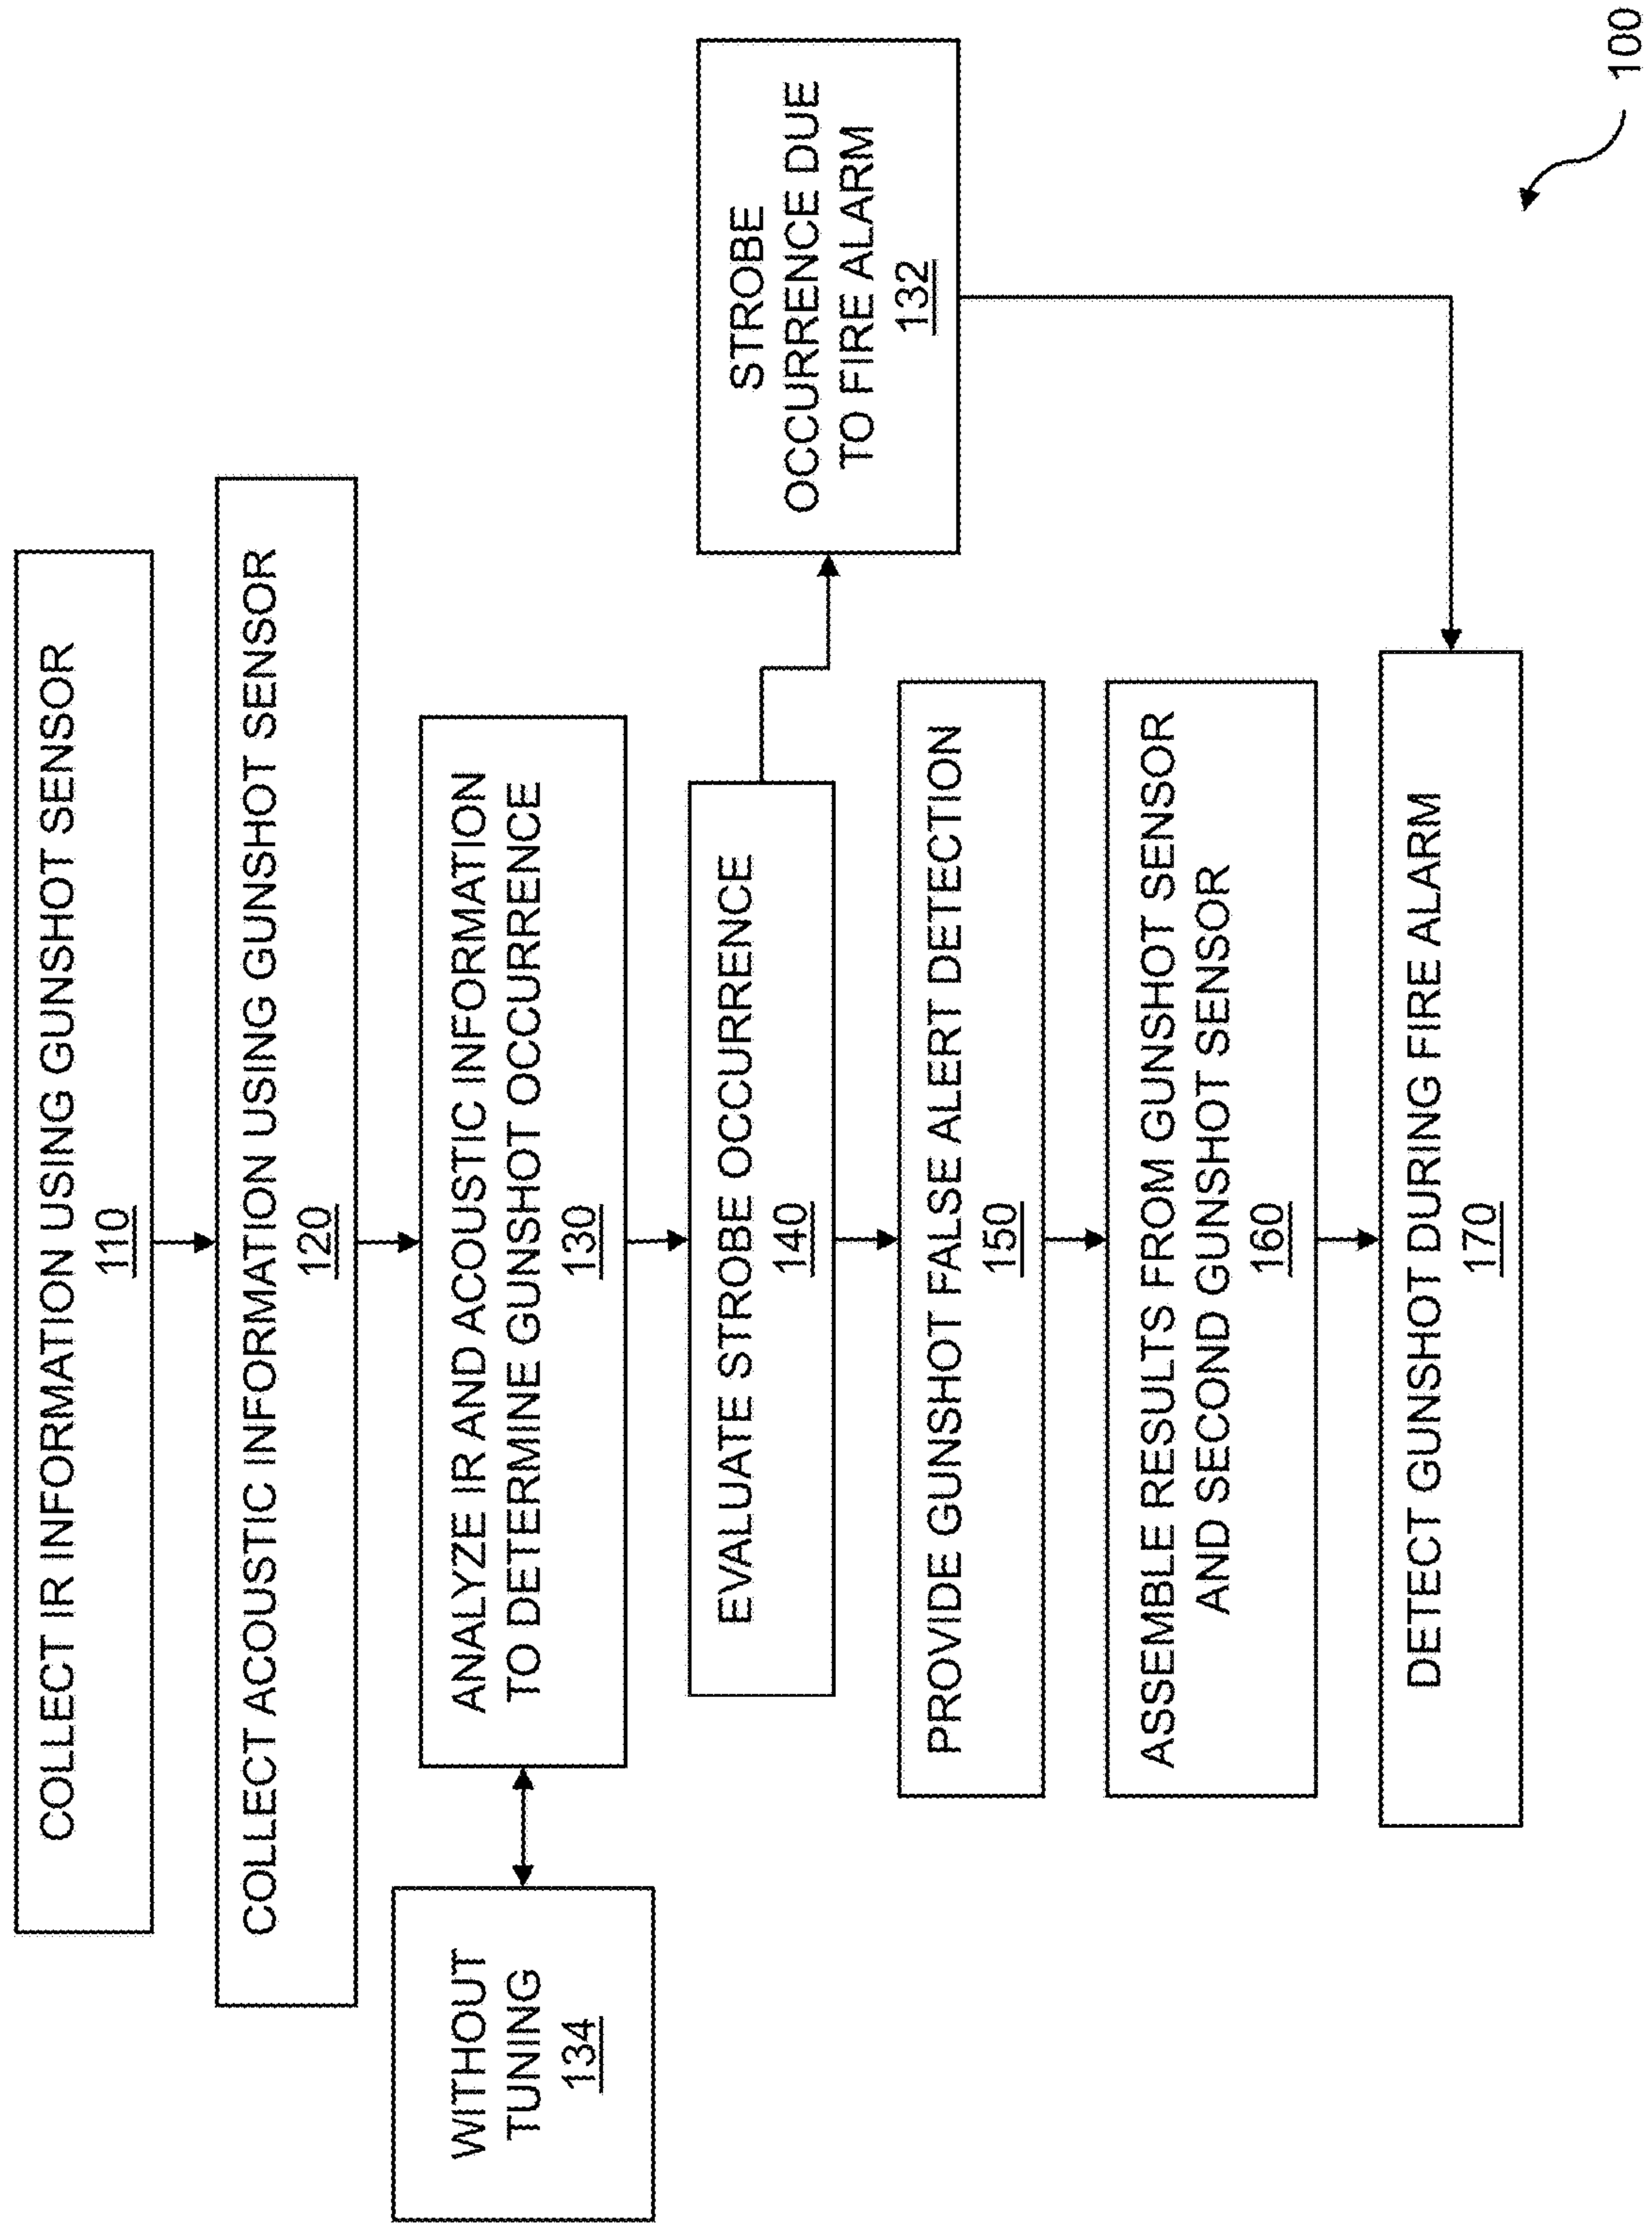 COLLECT IR INFORMATION USING GUNSHOT SENSOR
110
COLLECT ACOUSTIC INFORMATION USING GUNSHOT SENSOR
120
WITHOUT
TUNING
134
ANALYZE IR AND ACOUSTIC INFORMATION
TO DETERMINE GUNSHOT OCCURRENCE
130
EVALUATE STROBE OCCURRENCE
140
STROBE
OCCURRENCE DUE
TO FIRE ALARM
132
PROVIDE GUNSHOT FALSE ALERT DETECTION
150
ASSEMBLE RESULTS FROM GUNSHOT SENSOR
AND SECOND GUNSHOT SENSOR
160
DETECT GUNSHOT DURING FIRE ALARM
170
100